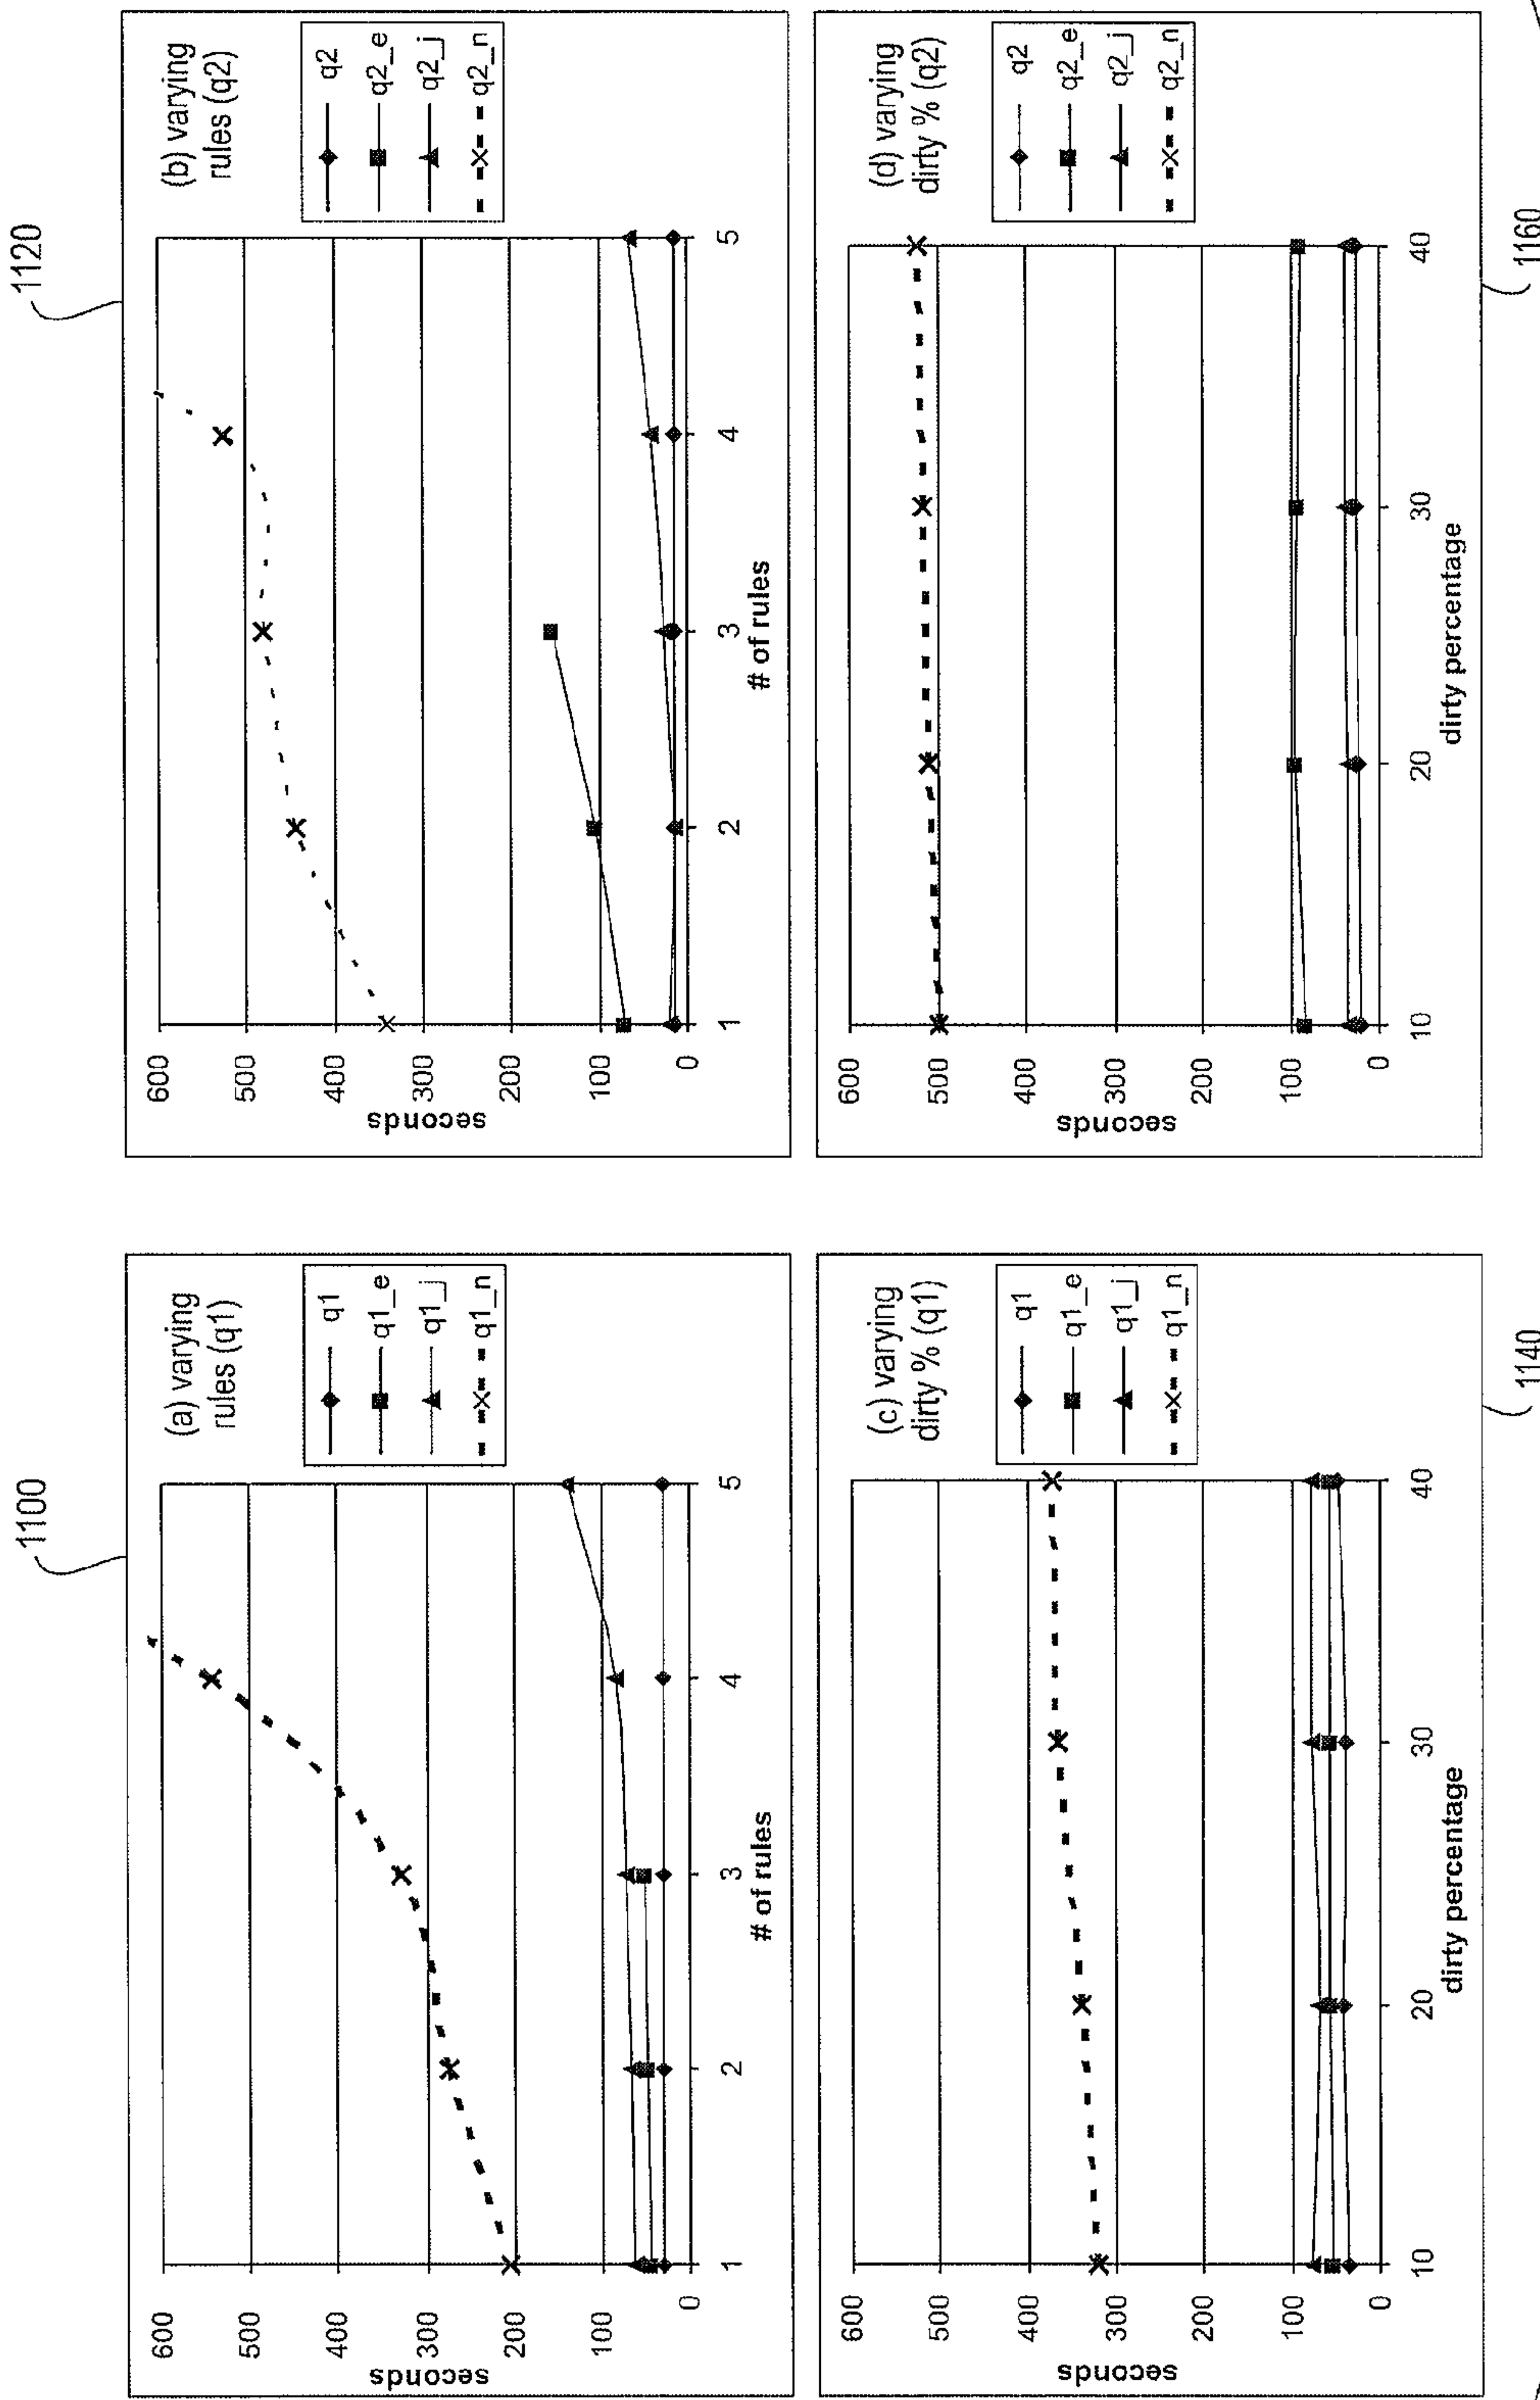 1100
(a) varying
rules (q1)
q1
q1_e
q1_j
q1_n
600
500
400
300
200
100
0
seconds
1
2
3
4
5
# of rules
1120
(b) varying
rules (q2)
q2
q2_e
q2_j
q2_n
600
500
400
300
200
100
0
seconds
1
2
3
4
5
# of rules
(c) varying
dirty % (q1)
q1
q1_e
q1_j
q1_n
600
500
400
300
200
100
0
seconds
10
20
30
40
dirty percentage
1140
(d) varying
dirty % (q2)
q2
q2_e
q2_j
q2_n
600
500
400
300
200
100
0
seconds
10
20
30
40
dirty percentage
1160